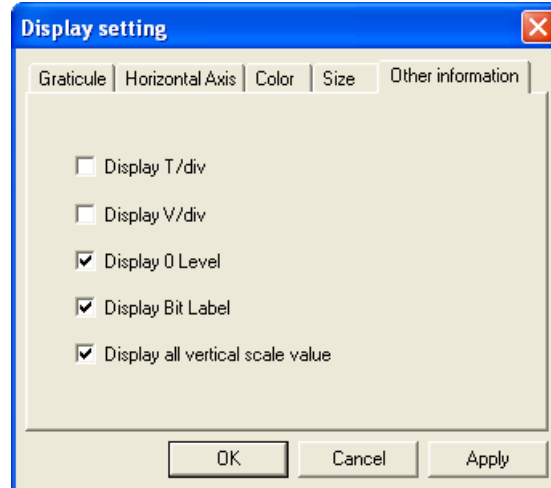 Display setting
Graticule Horizontal Axis Color Size Other information
Display T/div
Display V/div
Display 0 Level
Display Bit Label
Display all vertical scale value
OK Cancel Apply